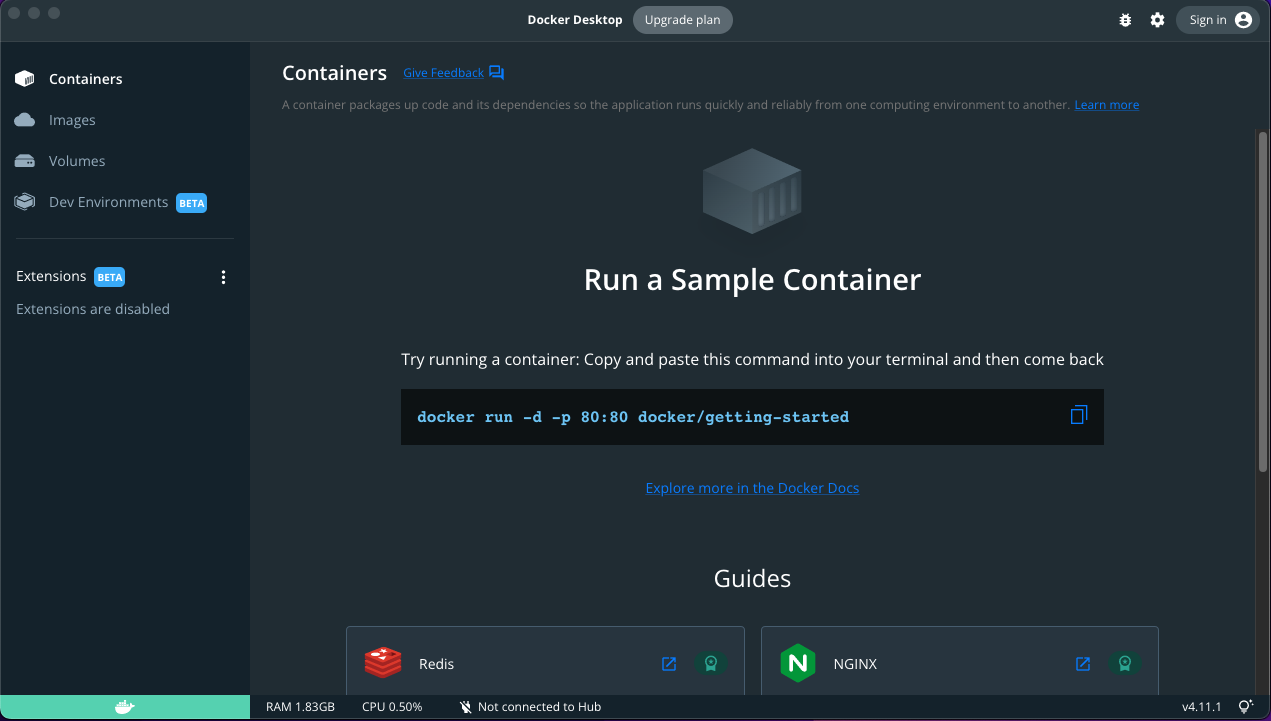 Docker Desktop Upgrade plan Sign in
Containers
Images
Volumes
Dev Environments BETA
Extensions BETA
Extensions are disabled
Containers Give Feedback
A container packages up code and its dependencies so the application runs quickly and reliably from one computing environment to another. Learn more
Run a Sample Container
Try running a container: Copy and paste this command into your terminal and then come back
docker run -d -p 80:80 docker/getting-started
Explore more in the Docker Docs
Guides
Redis
N NGINX
RAM 1.83GB CPU 0.50% Not connected to Hub v4.11.1